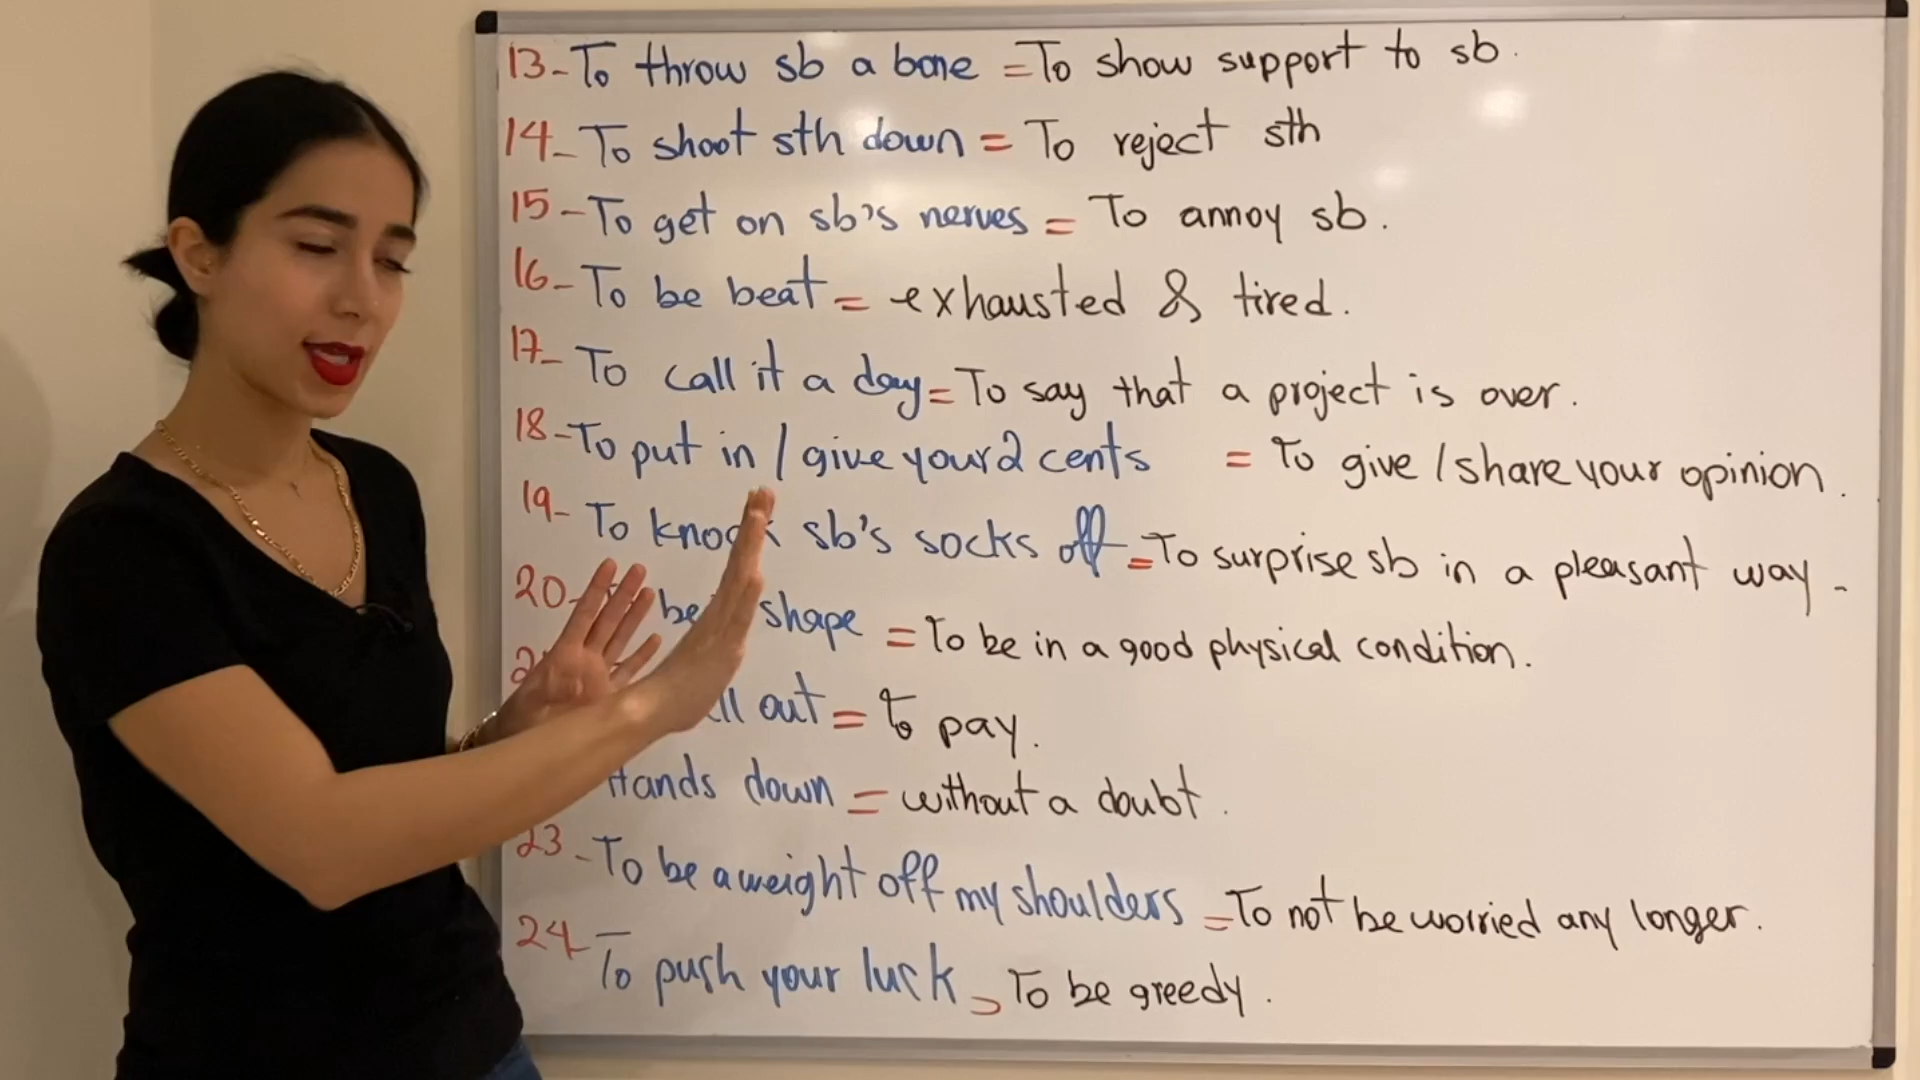 13-To throw sb a bone =To show support to sb.
14-To shoot sth down = To reject sth
15-To get on sb's nerves = To annoy sb.
16-To be beat = exhausted & tired.
17-To call it a day=To say that a project is over.
18-To put in / give your 2 cents = To give / share your opinion.
19- To knock sb's socks off =To surprise sb in a pleasant way-
20- be shape = To be in a good physical condition.
out = to pay.
Hands down = without a doubt.
23-To be a weight off my shoulders =To not be worried any longer.
24-To push your luck = To be greedy.